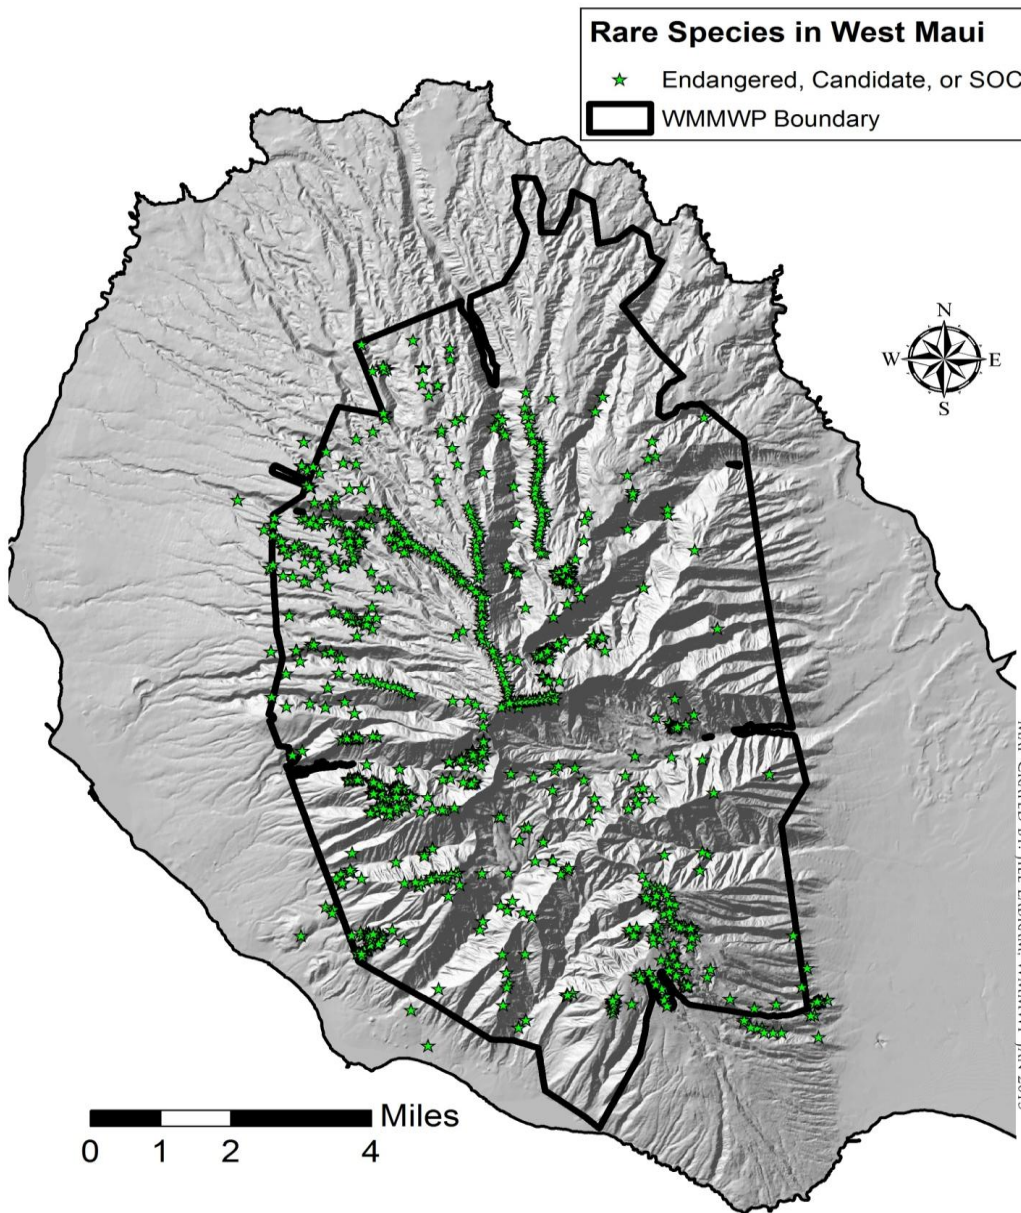 Rare Species in West Maui
Endangered, Candidate, or SOC
WMMWP Boundary
N
W E
S
Miles
0 1 2 4